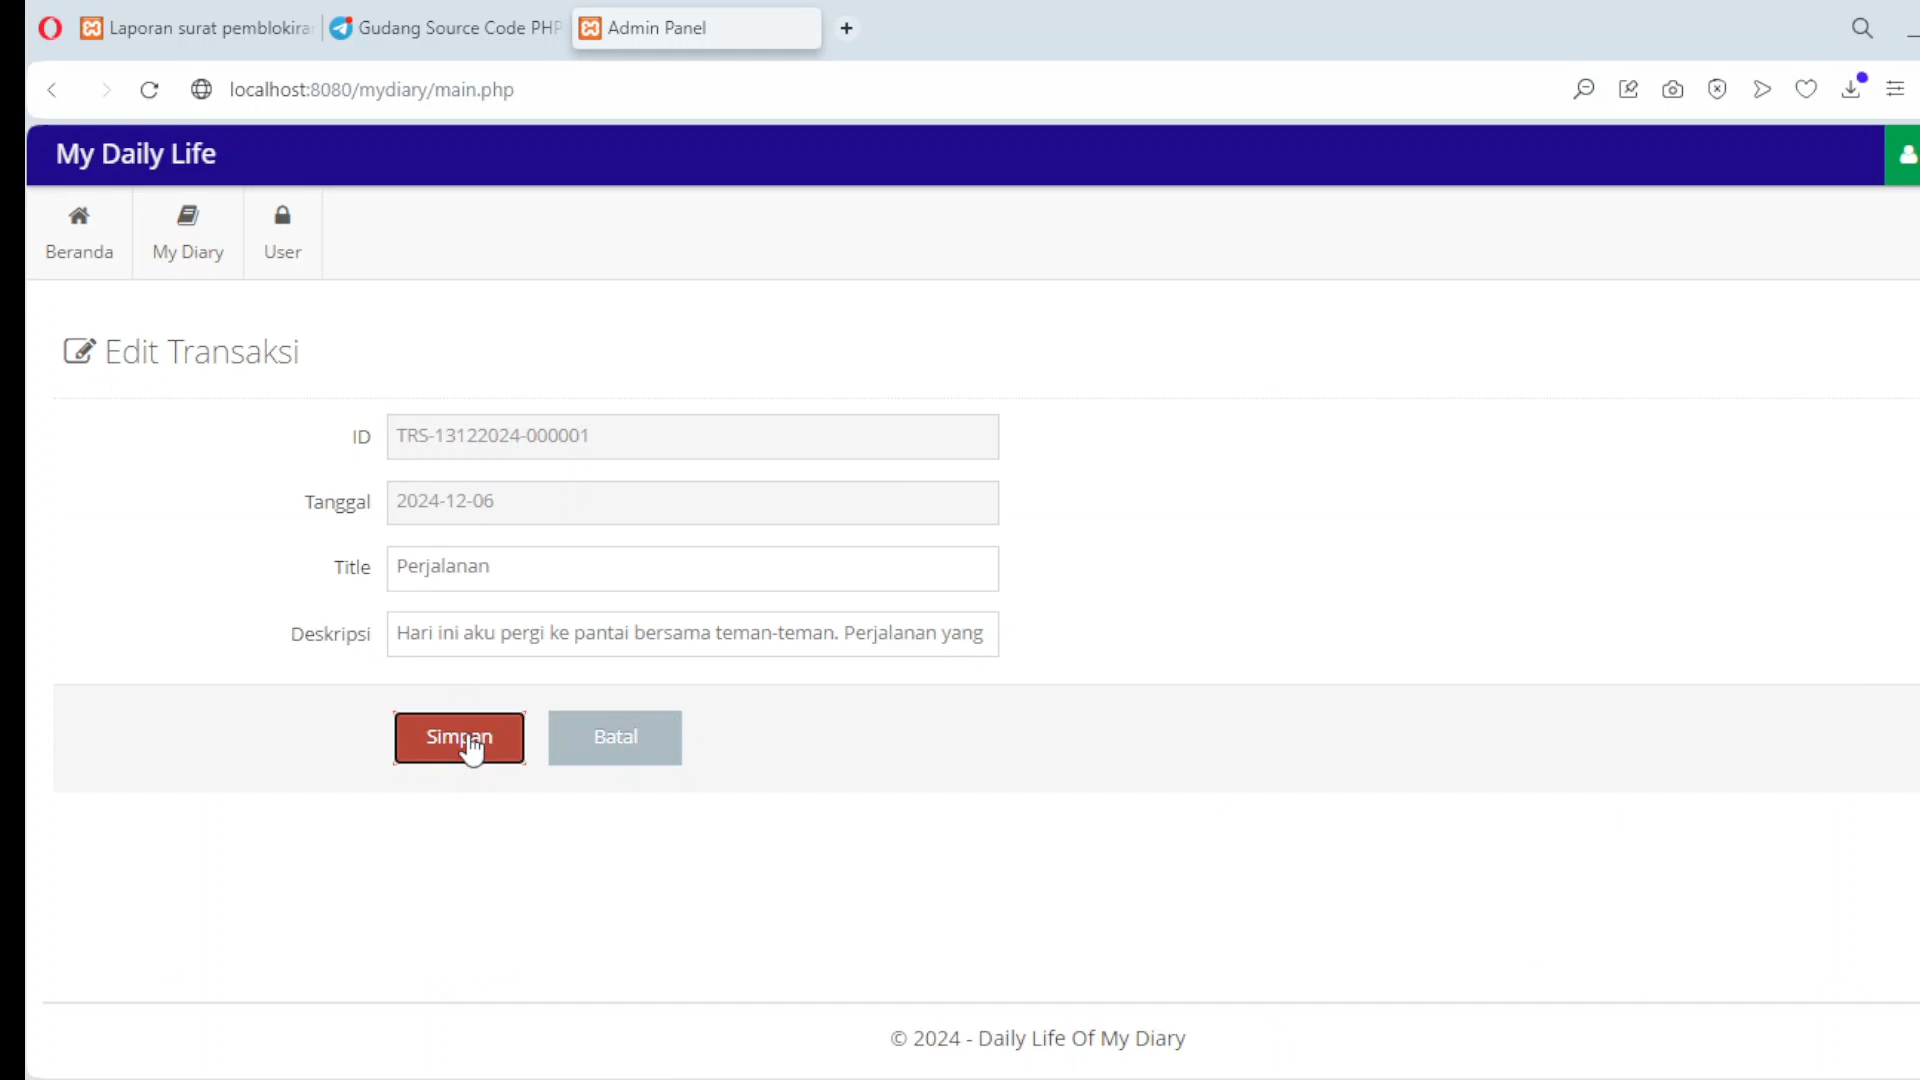 Laporan surat pemblokiran Gudang Source Code PHP Admin Panel
localhost:8080/mydiary/main.php
My Daily Life
Beranda My Diary User
Edit Transaksi
ID TRS-13122024-000001
Tanggal 2024-12-06
Title Perjalanan
Deskripsi Hari ini aku pergi ke pantai bersama teman-teman. Perjalanan yang
Simpan Batal
© 2024 - Daily Life Of My Diary